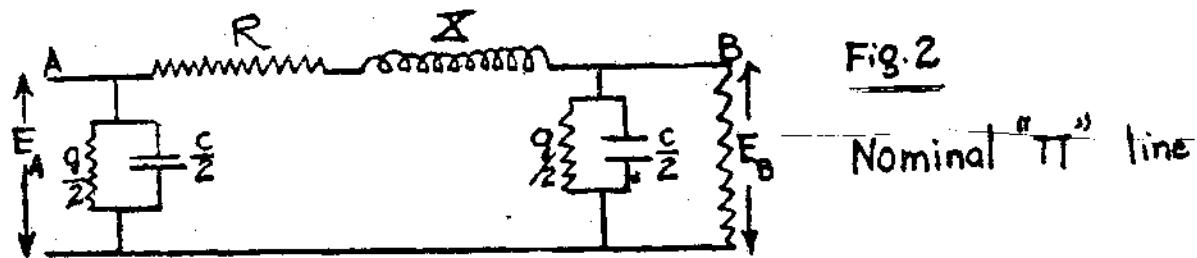 R X
A B
E_A g/2 c/2 g/2 c/2 E_B
Fig. 2
Nominal "Π" line